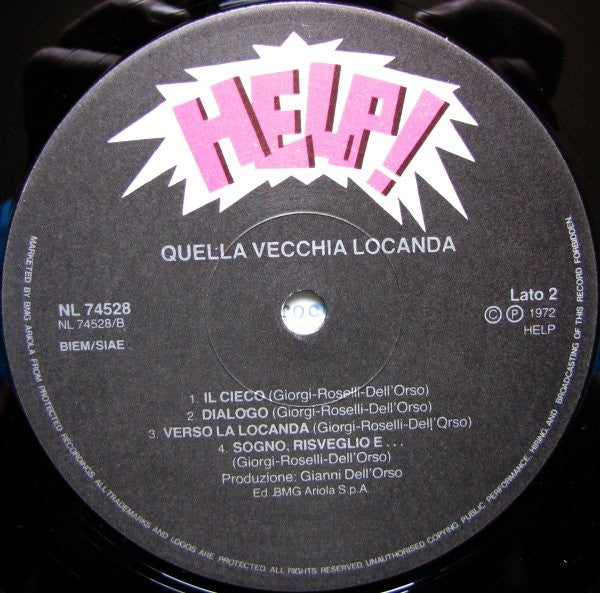 HELP!
QUELLA VECCHIA LOCANDA
NL 74528
NL 74528/B
BIEM/SIAE
Lato 2
Ⓒ Ⓟ 1972
HELP
1. IL CIECO (Giorgi-Roselli-Dell'Orso)
2. DIALOGO (Giorgi-Roselli-Dell'Orso)
3. VERSO LA LOCANDA (Giorgi-Roselli-Dell'Orso)
4. SOGNO, RISVEGLIO E...
(Giorgi-Roselli-Dell'Orso)
Produzione: Gianni Dell'Orso
Ed. BMG Ariola S.p.A.
MARKETED BY BMG ARIOLA FROM PROTECTED RECORDINGS. ALL TRADEMARKS AND LOGOS ARE PROTECTED. ALL RIGHTS RESERVED. UNAUTHORISED COPYING, PUBLIC PERFORMANCE, HIRING, AND BROADCASTING OF THIS RECORD FORBIDDEN.